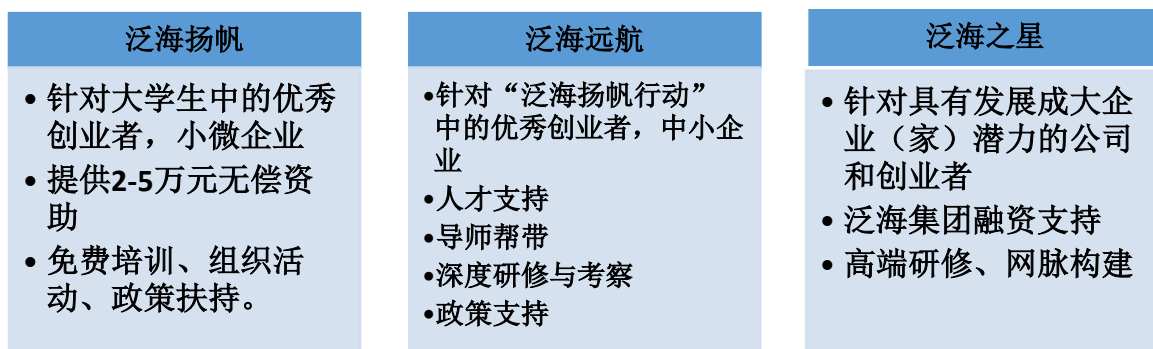 泛海扬帆
• 针对大学生中的优秀
创业者，小微企业
• 提供2-5万元无偿资
助
• 免费培训、组织活
动、政策扶持。
泛海远航
•针对“泛海扬帆行动”
中的优秀创业者，中小企
业
•人才支持
•导师帮带
•深度研修与考察
•政策支持
泛海之星
• 针对具有发展成大企
业（家）潜力的公司
和创业者
• 泛海集团融资支持
• 高端研修、网脉构建